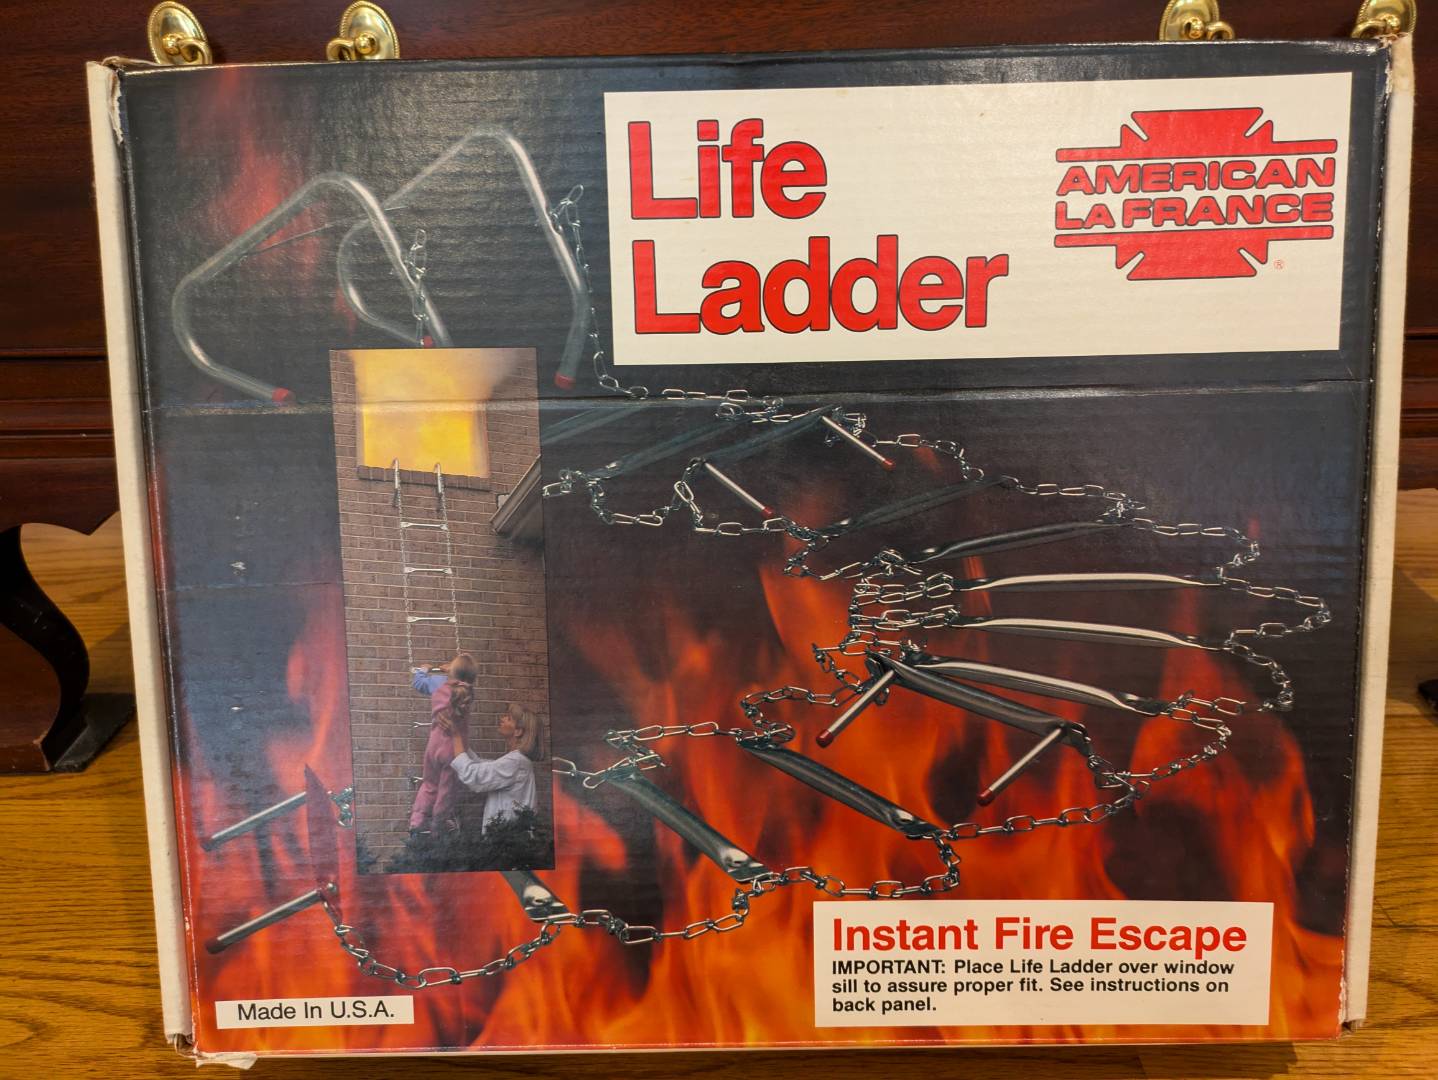 Life
Ladder
AMERICAN
LA FRANCE
®
Instant Fire Escape
IMPORTANT: Place Life Ladder over window
sill to assure proper fit. See instructions on
back panel.
Made In U.S.A.